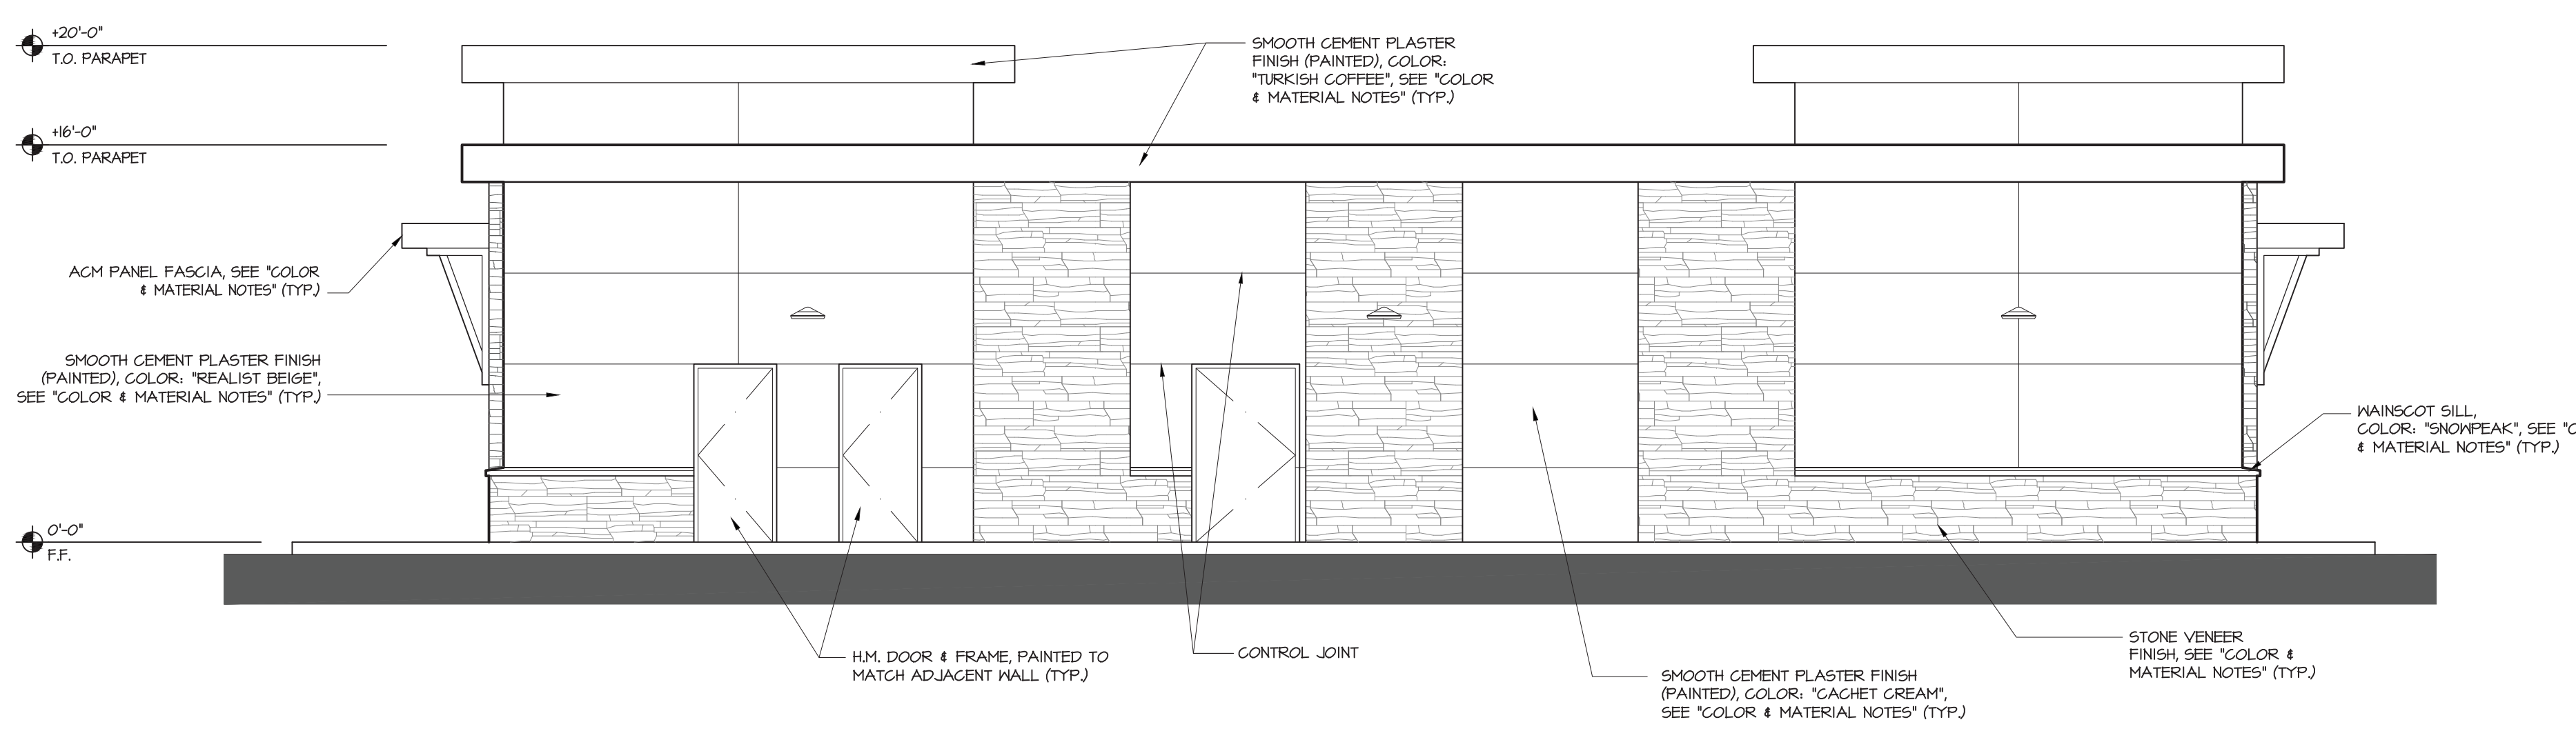 +20'-0"
T.O. PARAPET
+16'-0"
T.O. PARAPET
SMOOTH CEMENT PLASTER
FINISH (PAINTED), COLOR:
"TURKISH COFFEE", SEE "COLOR
& MATERIAL NOTES" (TYP.)
ACM PANEL FASCIA, SEE "COLOR
& MATERIAL NOTES" (TYP.)
SMOOTH CEMENT PLASTER FINISH
(PAINTED), COLOR: "REALIST BEIGE",
SEE "COLOR & MATERIAL NOTES" (TYP.)
WAINSCOT SILL,
COLOR: "SNOWPEAK", SEE
& MATERIAL NOTES" (TYP.)
0'-0"
F.F.
H.M. DOOR & FRAME, PAINTED TO
MATCH ADJACENT WALL (TYP.)
CONTROL JOINT
SMOOTH CEMENT PLASTER FINISH
(PAINTED), COLOR: "CACHET CREAM",
SEE "COLOR & MATERIAL NOTES" (TYP.)
STONE VENEER
FINISH, SEE "COLOR &
MATERIAL NOTES" (TYP.)